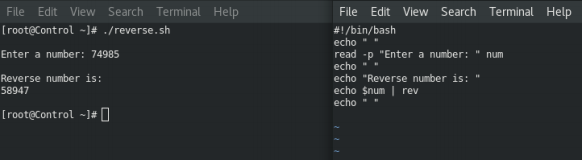 File Edit View Search Terminal Help
[root@Control ~]# ./reverse.sh
Enter a number: 74985
Reverse number is:
58947
[root@Control ~]#
File Edit View Search Terminal Help
#!/bin/bash
echo " "
read -p "Enter a number: " num
echo " "
echo "Reverse number is: "
echo $num | rev
echo " "
~
~
~